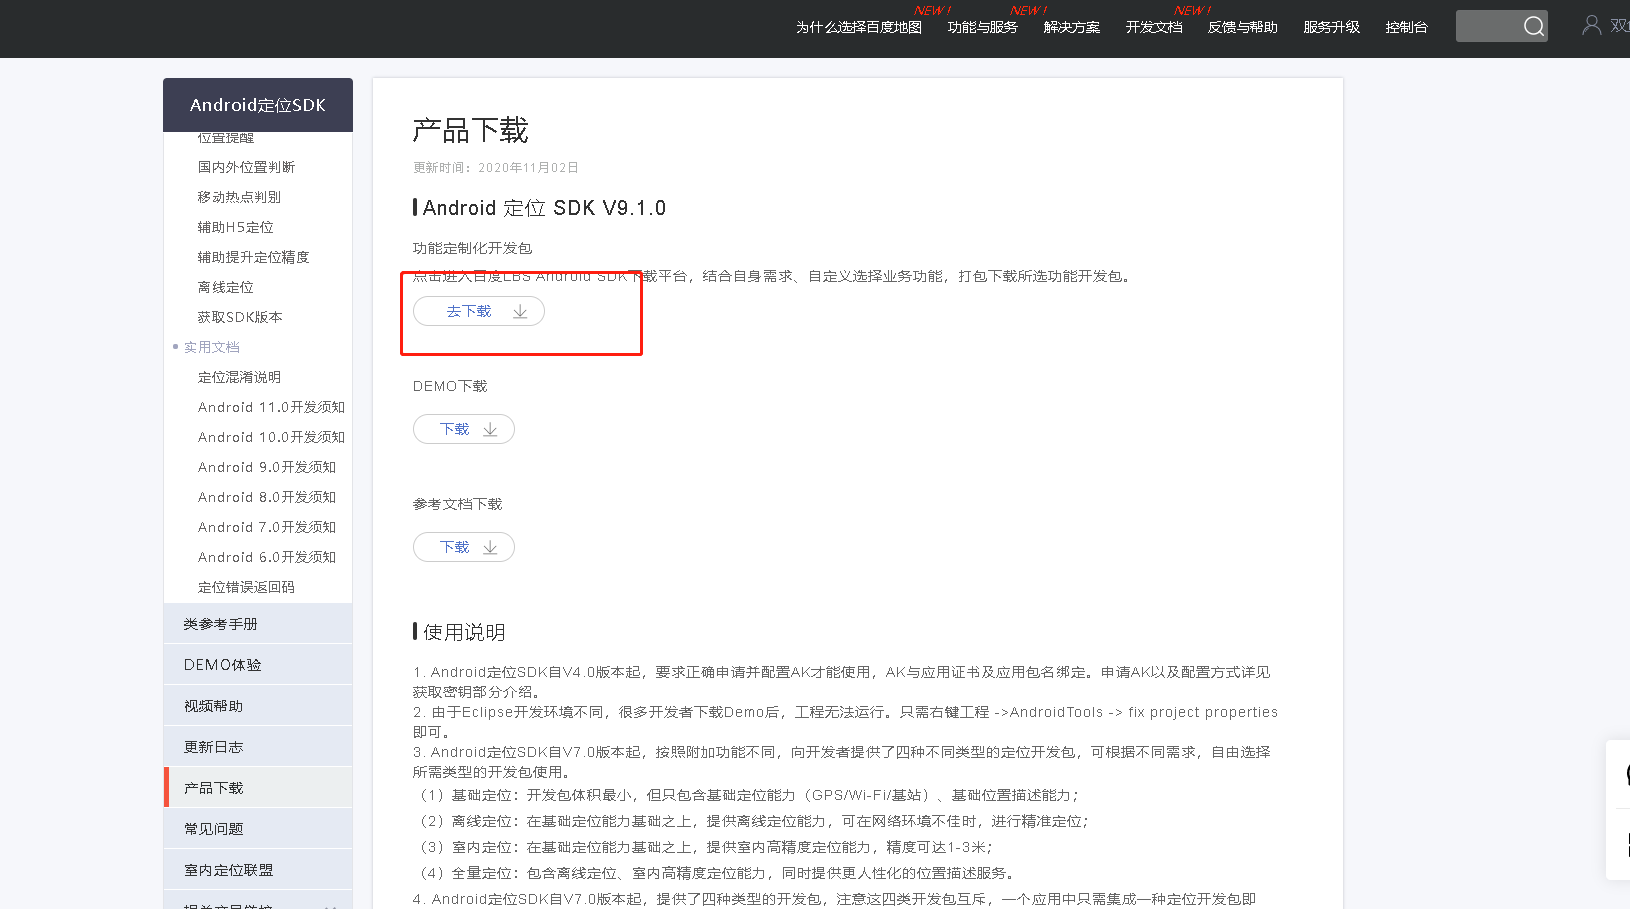 NEW! NEW! NEW!
为什么选择百度地图 功能与服务 解决方案 开发文档 反馈与帮助 服务升级 控制台
Android定位SDK
位置提醒
国内外位置判断
移动热点判别
辅助H5定位
辅助提升定位精度
离线定位
获取SDK版本
实用文档
定位混淆说明
Android 11.0开发须知
Android 10.0开发须知
Android 9.0开发须知
Android 8.0开发须知
Android 7.0开发须知
Android 6.0开发须知
定位错误返回码
类参考手册
DEMO体验
视频帮助
更新日志
产品下载
常见问题
室内定位联盟
产品下载
更新时间：2020年11月02日
Android 定位 SDK V9.1.0
功能定制化开发包
点击进入百度LBS Android SDK下载平台，结合自身需求、自定义选择业务功能，打包下载所选功能开发包。
去下载
DEMO下载
下载
参考文档下载
下载
使用说明
1. Android定位SDK自V4.0版本起，要求正确申请并配置AK才能使用，AK与应用证书及应用包名绑定。申请AK以及配置方式详见
获取密钥部分介绍。
2. 由于Eclipse开发环境不同，很多开发者下载Demo后，工程无法运行。只需右键工程 ->AndroidTools -> fix project properties
即可。
3. Android定位SDK自V7.0版本起，按照附加功能不同，向开发者提供了四种不同类型的定位开发包，可根据不同需求，自由选择
所需类型的开发包使用。
（1）基础定位：开发包体积最小，但只包含基础定位能力（GPS/Wi-Fi/基站）、基础位置描述能力；
（2）离线定位：在基础定位能力基础之上，提供离线定位能力，可在网络环境不佳时，进行精准定位；
（3）室内定位：在基础定位能力基础之上，提供室内高精度定位能力，精度可达1-3米；
（4）全量定位：包含离线定位、室内高精度定位能力，同时提供更人性化的位置描述服务。
4. Android定位SDK自V7.0版本起，提供了四种类型的开发包，注意这四类开发包互斥，一个应用中只需集成一种定位开发包即